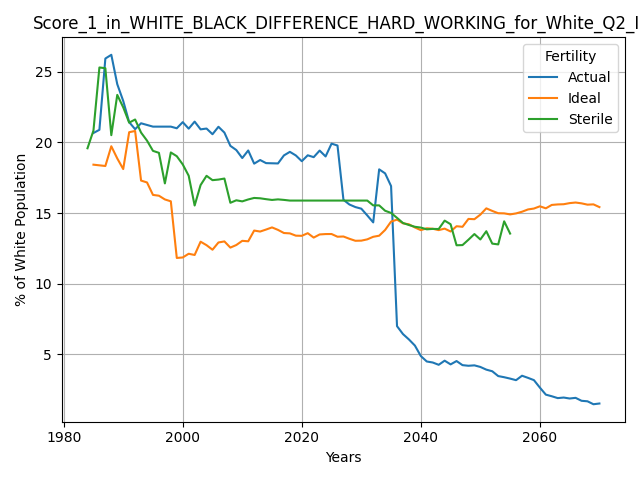 Score_1_in_WHITE_BLACK_DIFFERENCE_HARD_WORKING_for_White_Q2_I
Fertility
Actual
Ideal
Sterile
% of White Population
25
20
15
10
5
1980 2000 2020 2040 2060
Years